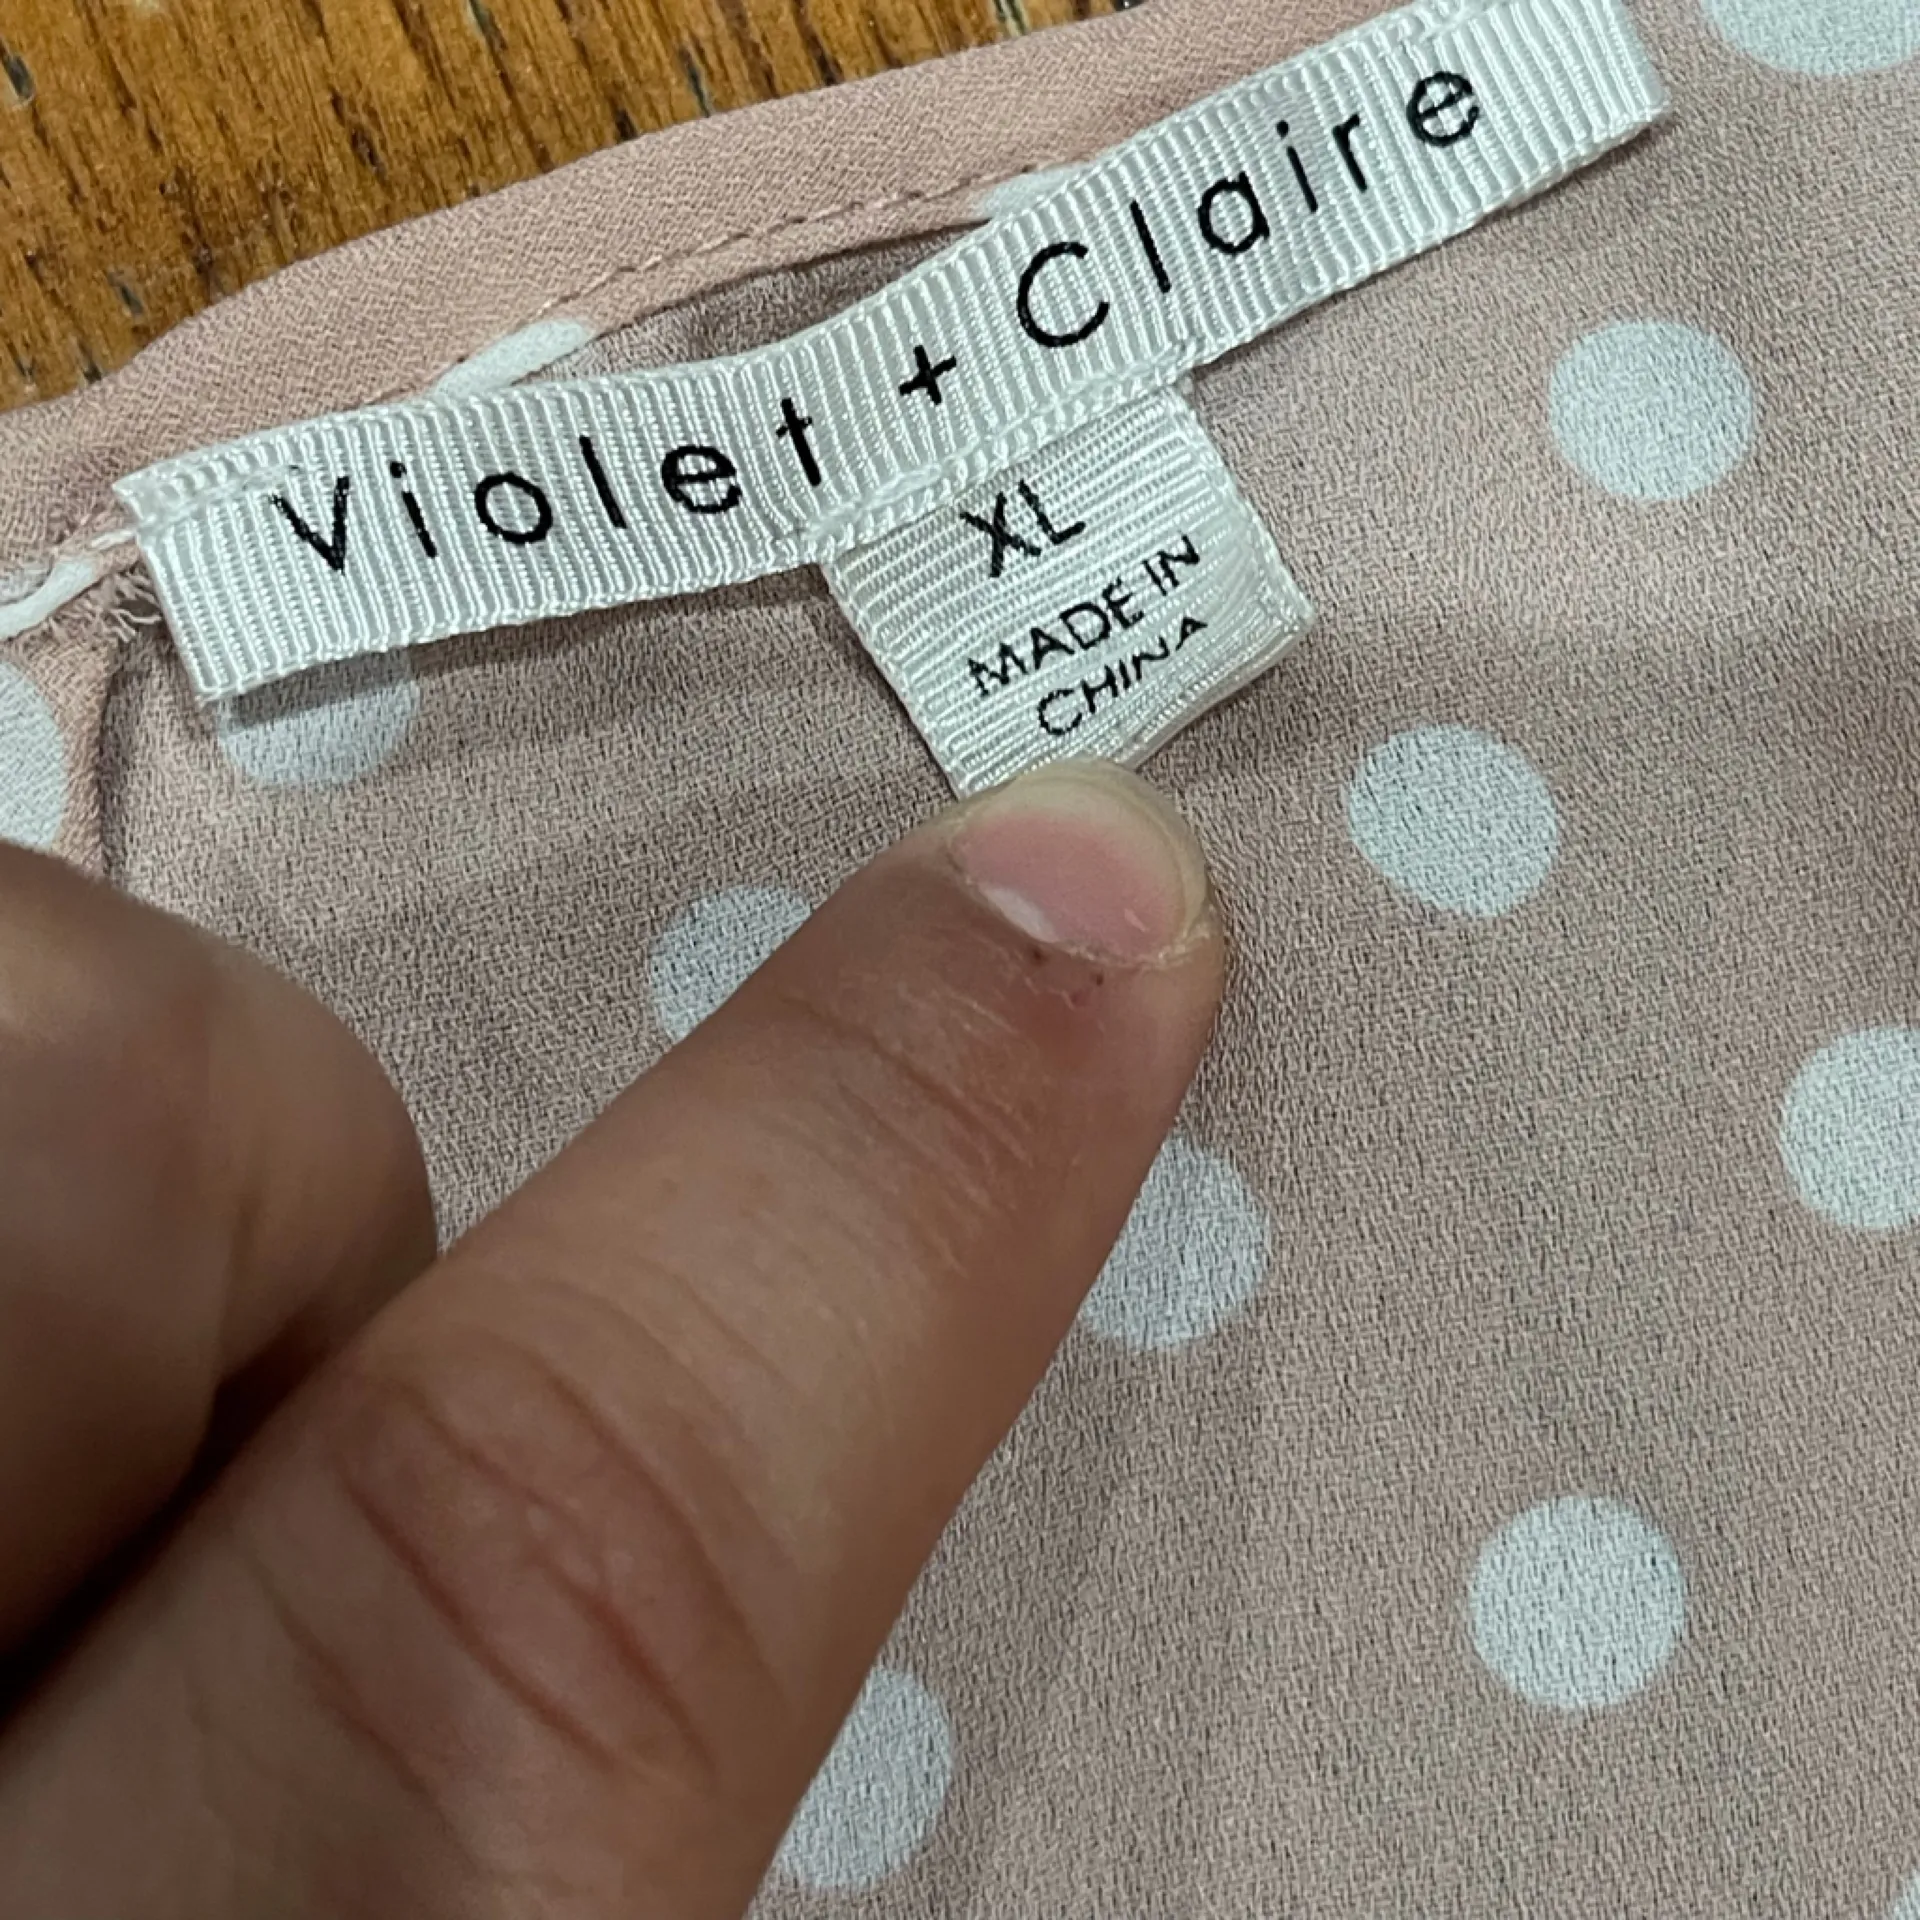 Violet + Claire
XL
MADE IN
CHINA